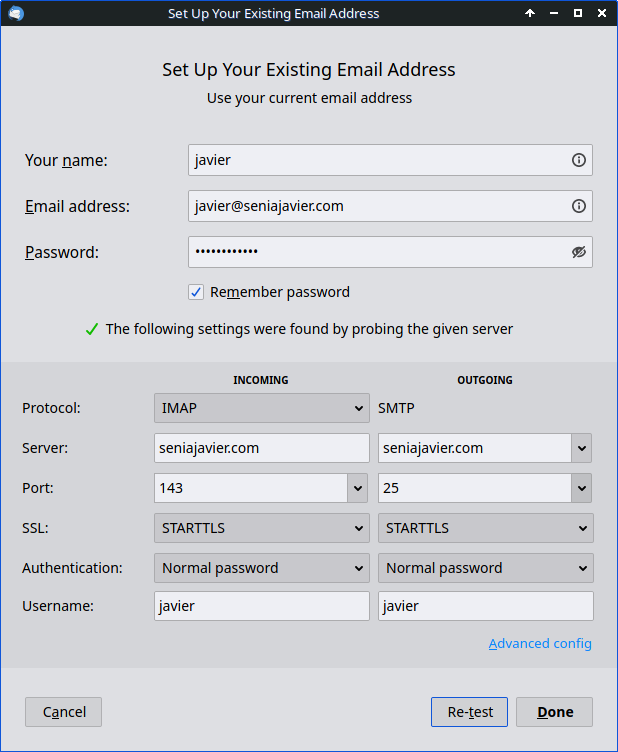 Set Up Your Existing Email Address
Set Up Your Existing Email Address
Use your current email address
Your name: javier
Email address: javier@seniajavier.com
Password: ••••••••••••
Remember password
The following settings were found by probing the given server
INCOMING OUTGOING
Protocol: IMAP SMTP
Server: seniajavier.com seniajavier.com
Port: 143 25
SSL: STARTTLS STARTTLS
Authentication: Normal password Normal password
Username: javier javier
Advanced config
Cancel Re-test Done